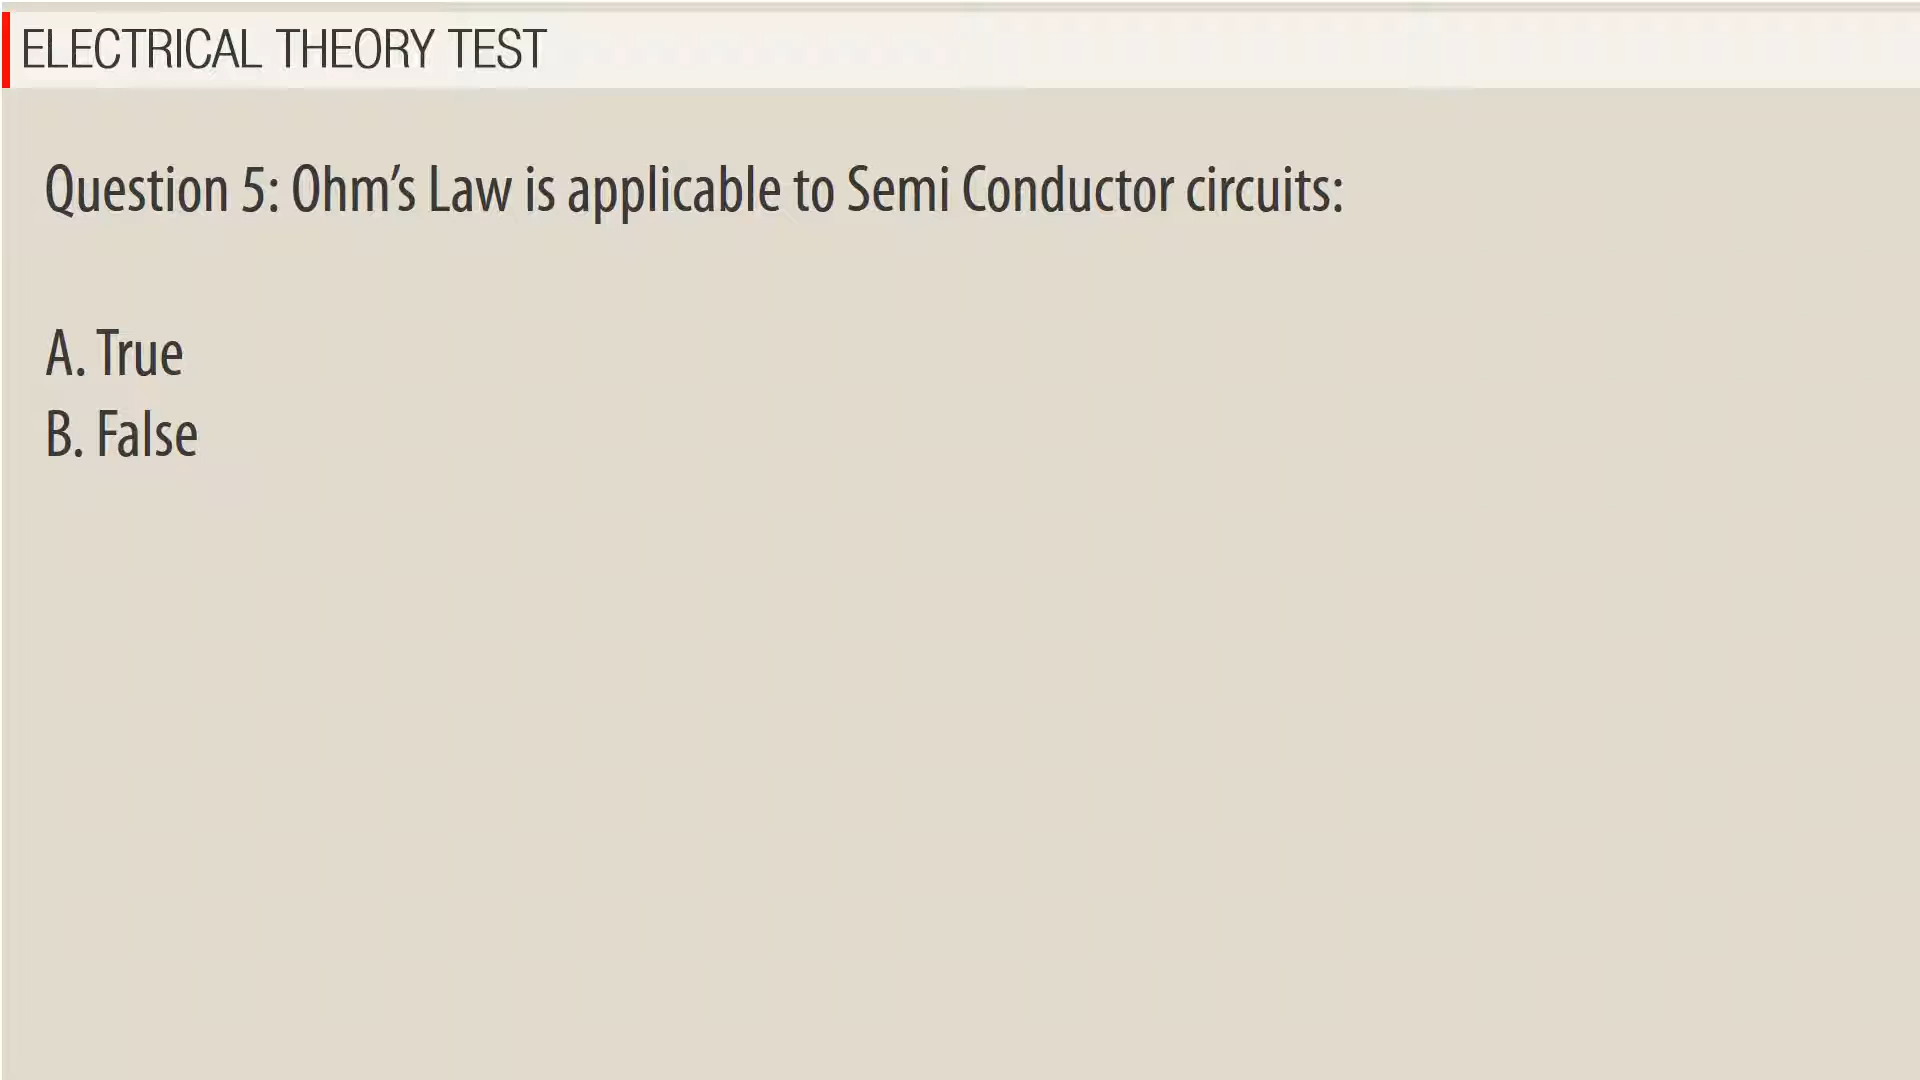 ELECTRICAL THEORY TEST
Question 5: Ohm’s Law is applicable to Semi Conductor circuits:
A. True
B. False